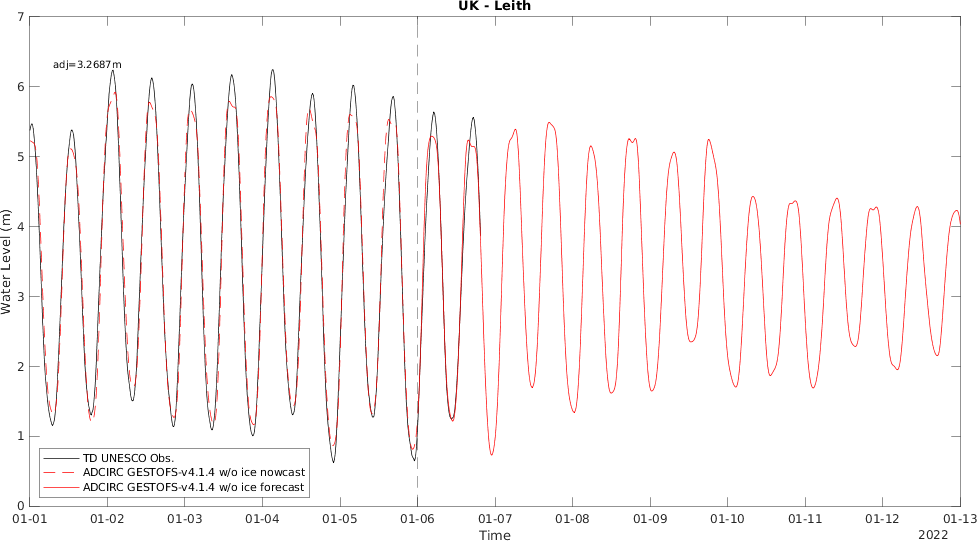 UK - Leith
adj=3.2687m
7
6
5
4
3
2
1
0
Water Level (m)
TD UNESCO Obs.
ADCIRC GESTOFS-v4.1.4 w/o ice nowcast
ADCIRC GESTOFS-v4.1.4 w/o ice forecast
01-01 01-02 01-03 01-04 01-05 01-06 01-07 01-08 01-09 01-10 01-11 01-12 01-13
Time
2022